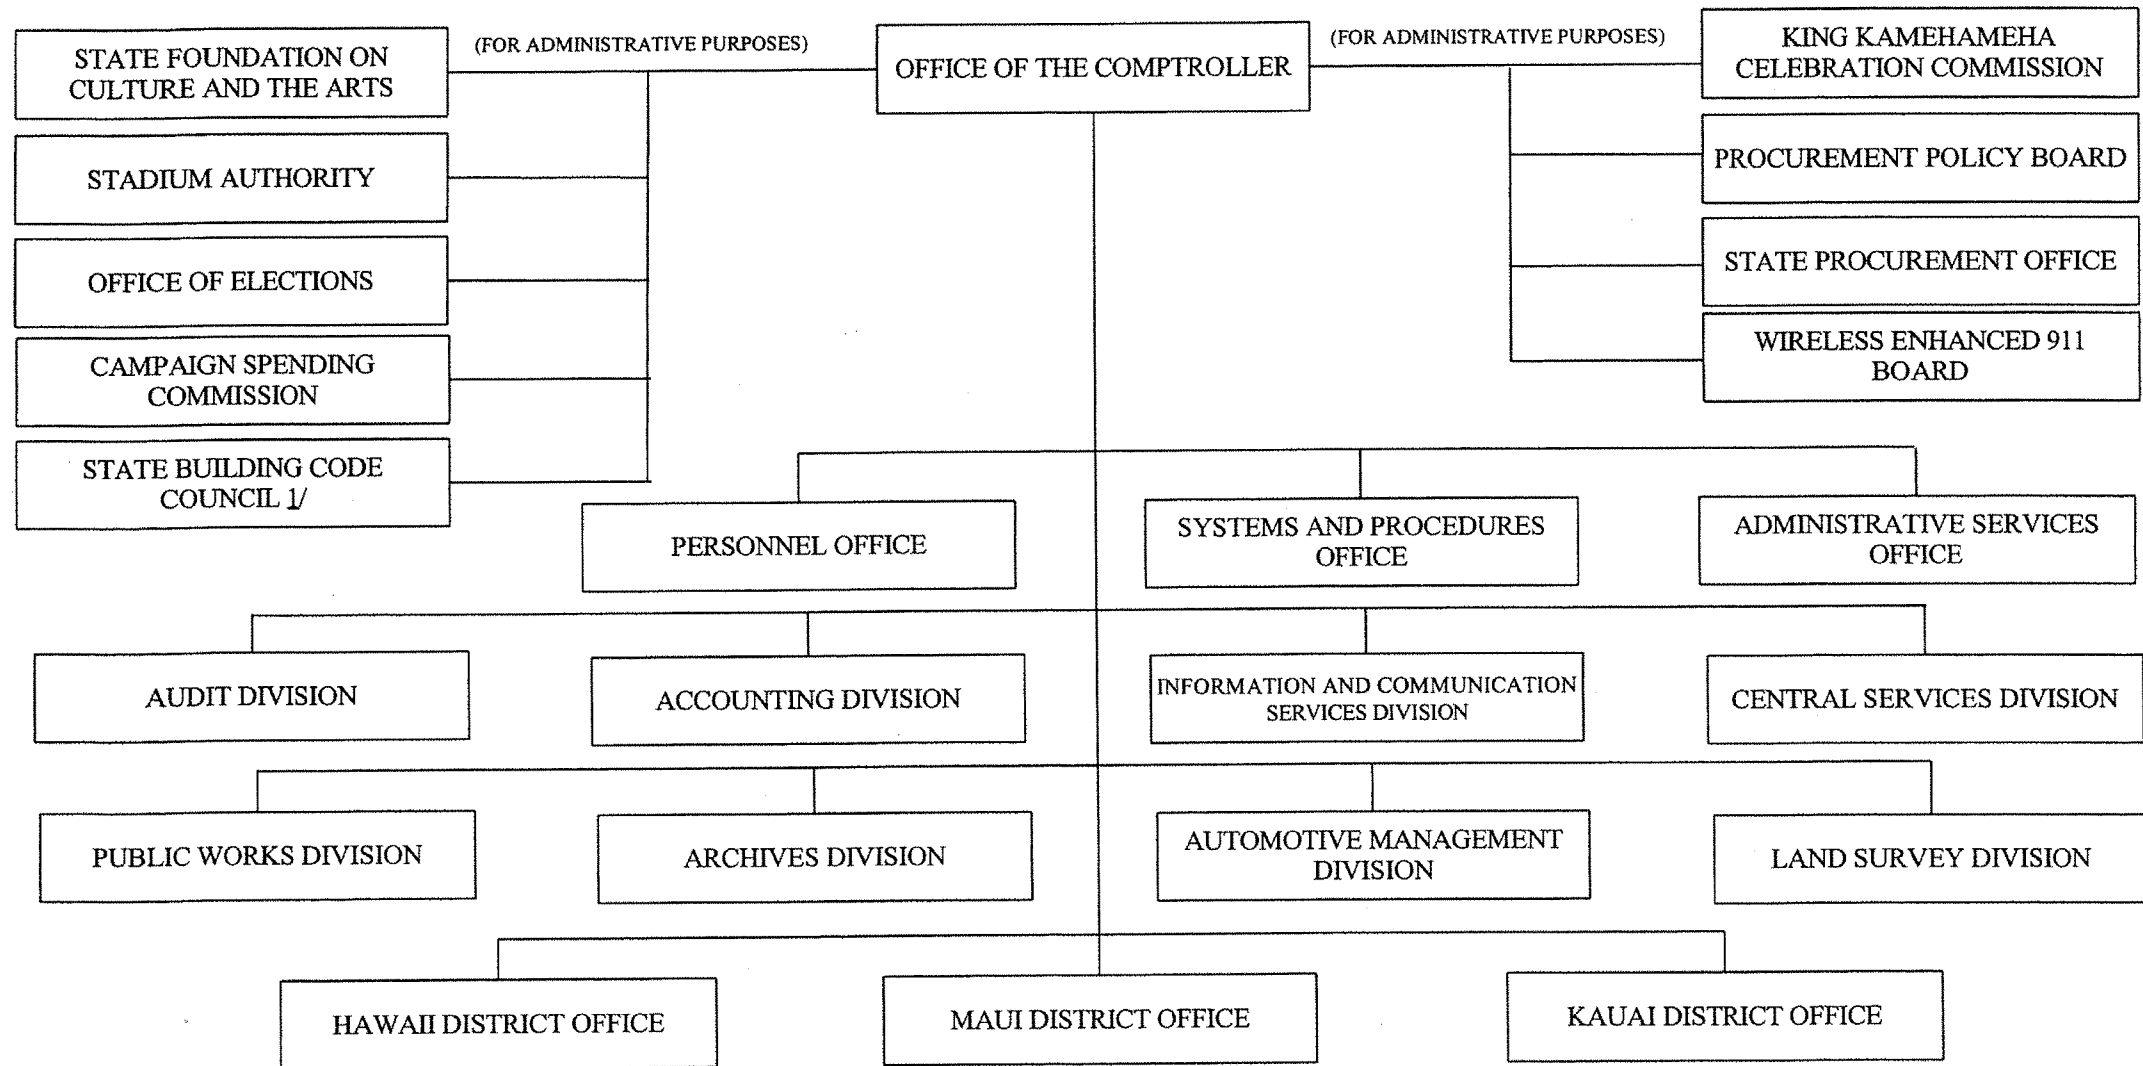 STATE FOUNDATION ON
CULTURE AND THE ARTS
(FOR ADMINISTRATIVE PURPOSES)
OFFICE OF THE COMPTROLLER
(FOR ADMINISTRATIVE PURPOSES)
KING KAMEHAMEHA
CELEBRATION COMMISSION
STADIUM AUTHORITY
PROCUREMENT POLICY BOARD
OFFICE OF ELECTIONS
STATE PROCUREMENT OFFICE
CAMPAIGN SPENDING
COMMISSION
WIRELESS ENHANCED 911
BOARD
STATE BUILDING CODE
COUNCIL 1/
PERSONNEL OFFICE
SYSTEMS AND PROCEDURES
OFFICE
ADMINISTRATIVE SERVICES
OFFICE
AUDIT DIVISION
ACCOUNTING DIVISION
INFORMATION AND COMMUNICATION
SERVICES DIVISION
CENTRAL SERVICES DIVISION
PUBLIC WORKS DIVISION
ARCHIVES DIVISION
AUTOMOTIVE MANAGEMENT
DIVISION
LAND SURVEY DIVISION
HAWAII DISTRICT OFFICE
MAUI DISTRICT OFFICE
KAUAI DISTRICT OFFICE